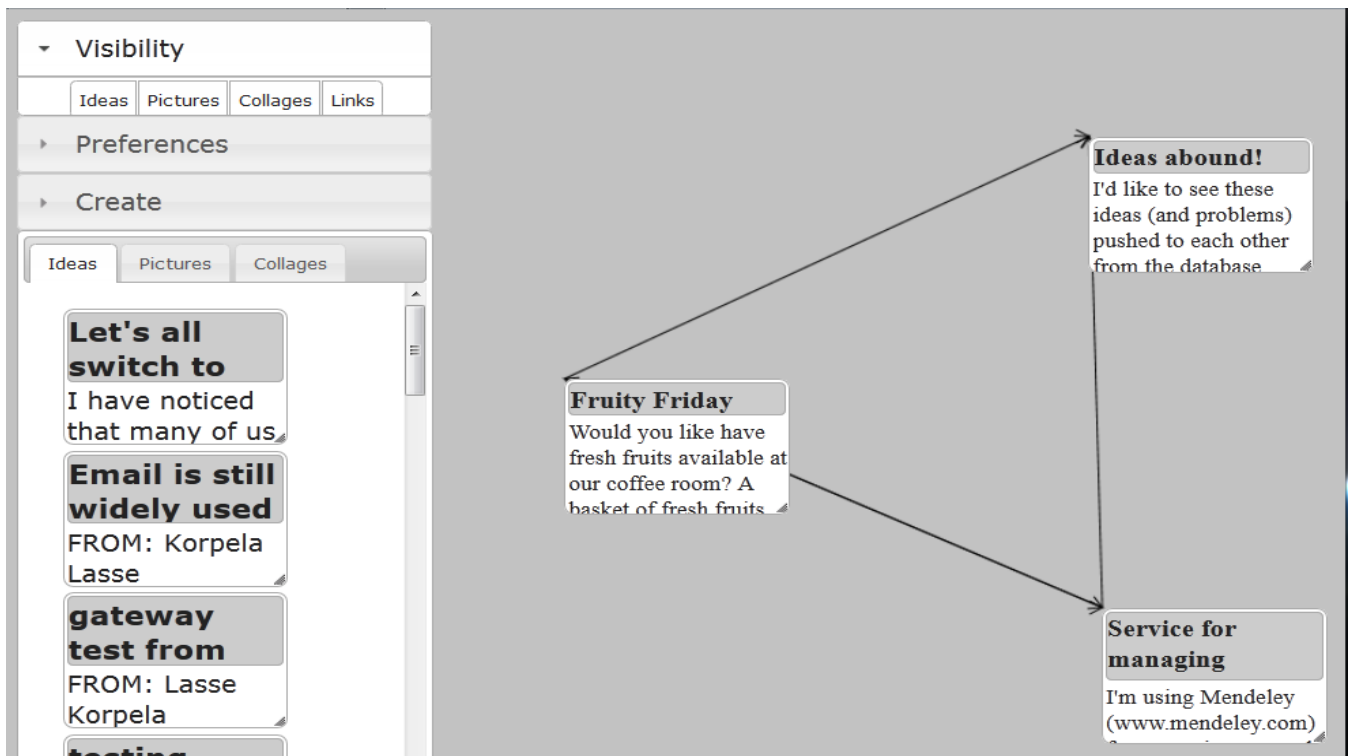 Visibility
Ideas Pictures Collages Links
Preferences
Create
Ideas Pictures Collages
Let's all
switch to
I have noticed
that many of us
Email is still
widely used
FROM: Korpela
Lasse
gateway
test from
FROM: Lasse
Korpela
testing
Ideas abound!
I'd like to see these
ideas (and problems)
pushed to each other
from the database
Fruity Friday
Would you like have
fresh fruits available at
our coffee room? A
basket of fresh fruits
Service for
managing
I'm using Mendeley
(www.mendeley.com)